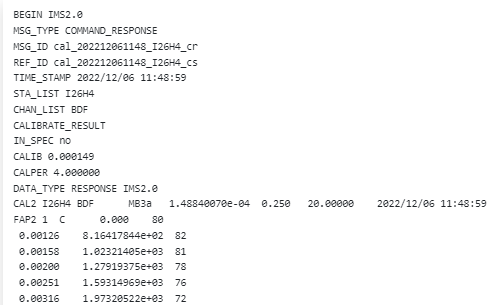 BEGIN IMS2.0
MSG_TYPE COMMAND_RESPONSE
MSG_ID cal_202212061148_I26H4_cr
REF_ID cal_202212061148_I26H4_cs
TIME_STAMP 2022/12/06 11:48:59
STA_LIST I26H4
CHAN_LIST BDF
CALIBRATE_RESULT
IN_SPEC no
CALIB 0.000149
CALPER 4.000000
DATA_TYPE RESPONSE IMS2.0
CAL2 I26H4 BDF      MB3a   1.48840070e-04  0.250   20.00000    2022/12/06 11:48:59
FAP2 1  C      0.000    80
 0.00126    8.16417844e+02  82
 0.00158    1.02321405e+03  81
 0.00200    1.27919375e+03  78
 0.00251    1.59314969e+03  76
 0.00316    1.97320522e+03  72